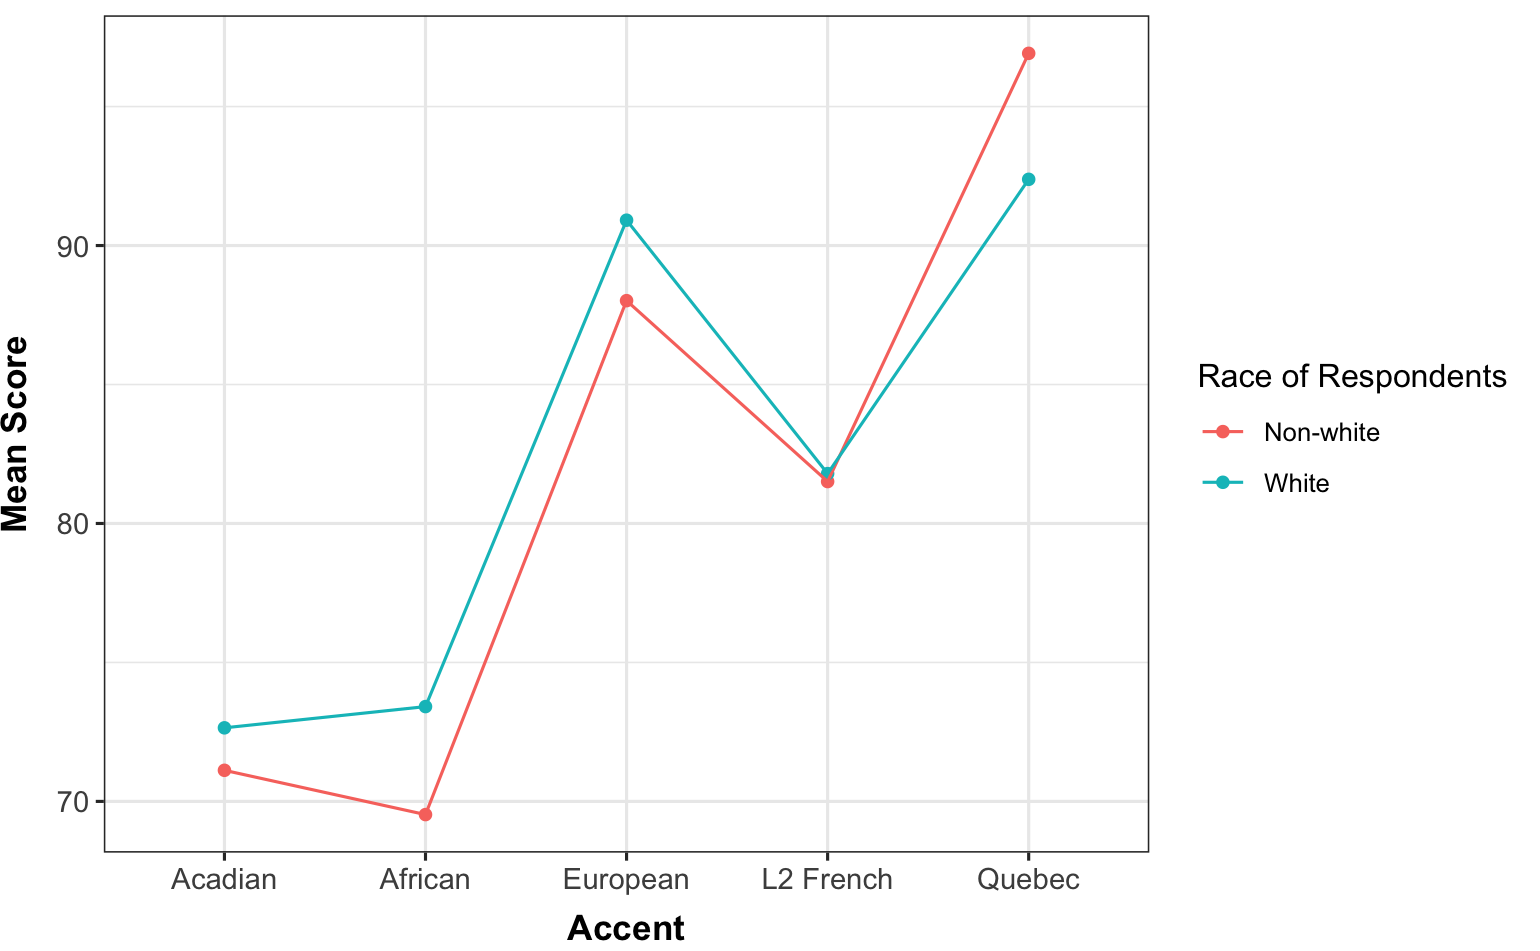 Mean Score
90
80
70
Acadian
African
European
L2 French
Quebec
Accent
Race of Respondents
Non-white
White